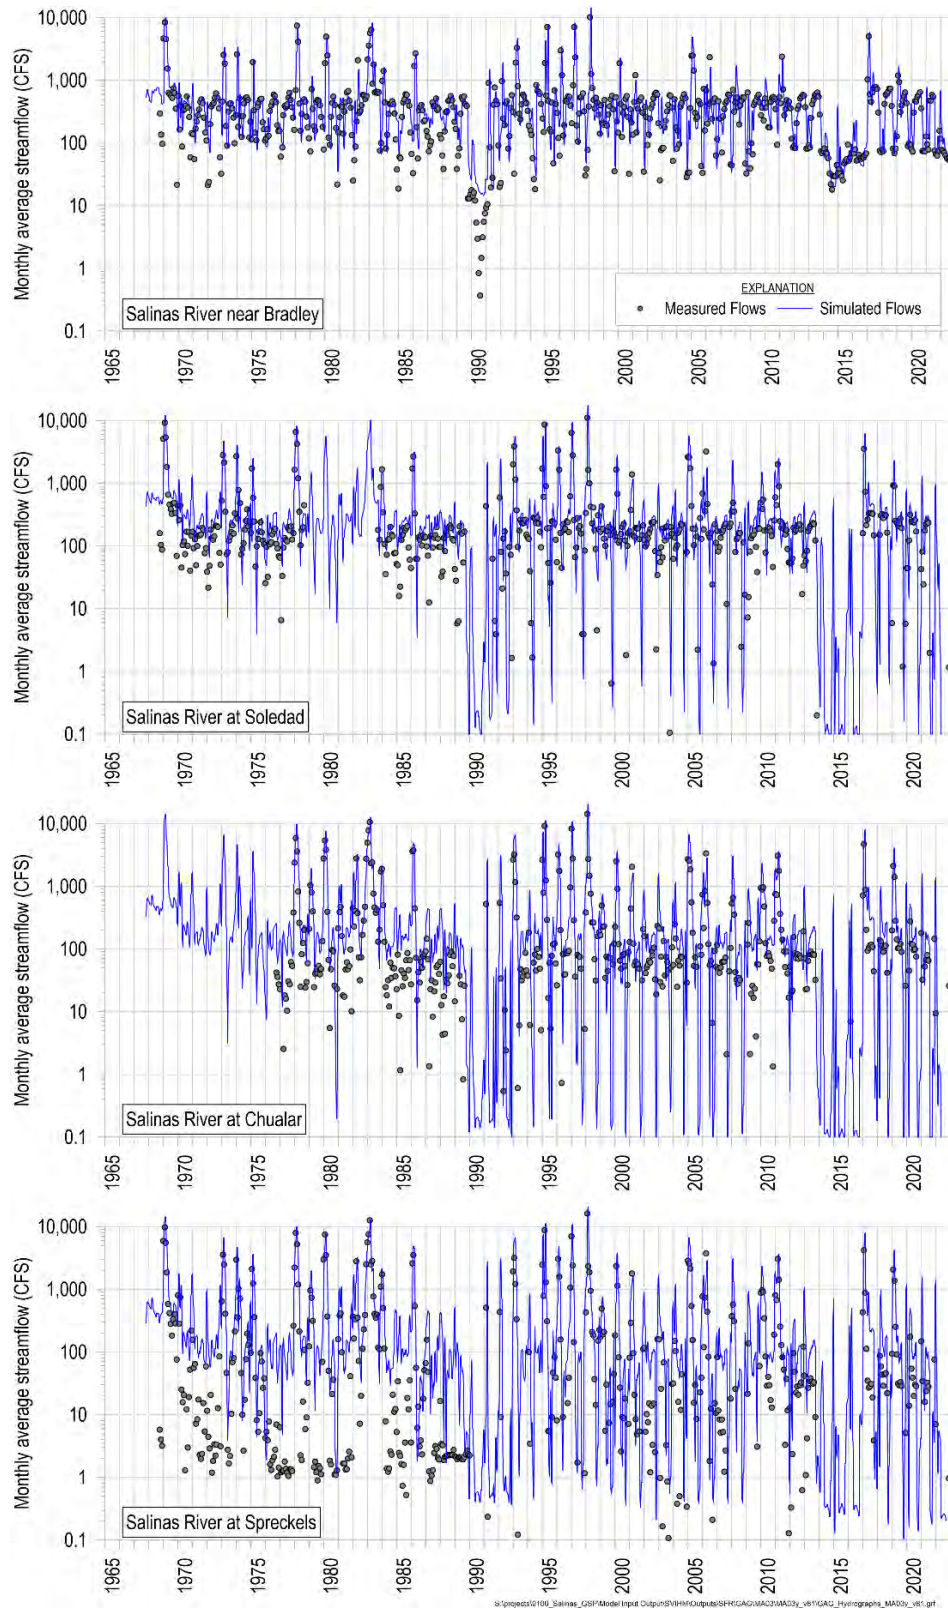 Monthly average streamflow (CFS)
10,000
1,000
100
10
1
0.1
EXPLANATION
Measured Flows Simulated Flows
Salinas River near Bradley
1965 1970 1975 1980 1985 1990 1995 2000 2005 2010 2015 2020
Monthly average streamflow (CFS)
10,000
1,000
100
10
1
0.1
Salinas River at Soledad
1965 1970 1975 1980 1985 1990 1995 2000 2005 2010 2015 2020
Monthly average streamflow (CFS)
10,000
1,000
100
10
1
0.1
Salinas River at Chualar
1965 1970 1975 1980 1985 1990 1995 2000 2005 2010 2015 2020
Monthly average streamflow (CFS)
10,000
1,000
100
10
1
0.1
Salinas River at Spreckels
1965 1970 1975 1980 1985 1990 1995 2000 2005 2010 2015 2020